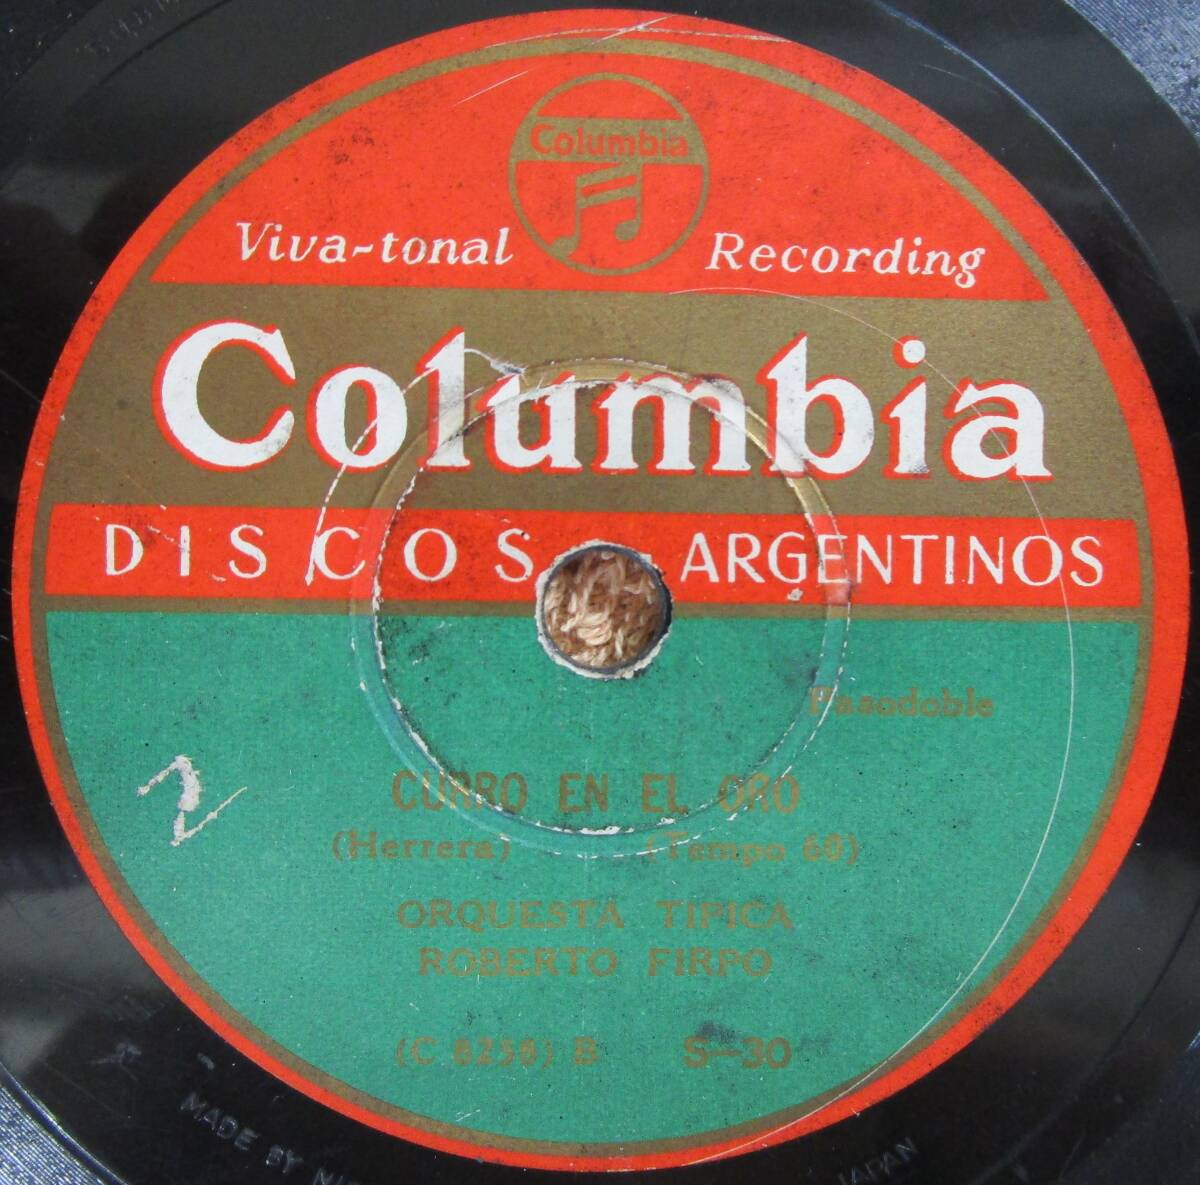 Columbia
Viva-tonal Recording
Columbia
DISCOS ARGENTINOS
Pasodoble
CURRO EN EL ORO
(Herrera) (Tempo 60)
ORQUESTA TIPICA
ROBERTO FIRPO
(C 8258) B S—30
MADE BY
JAPAN